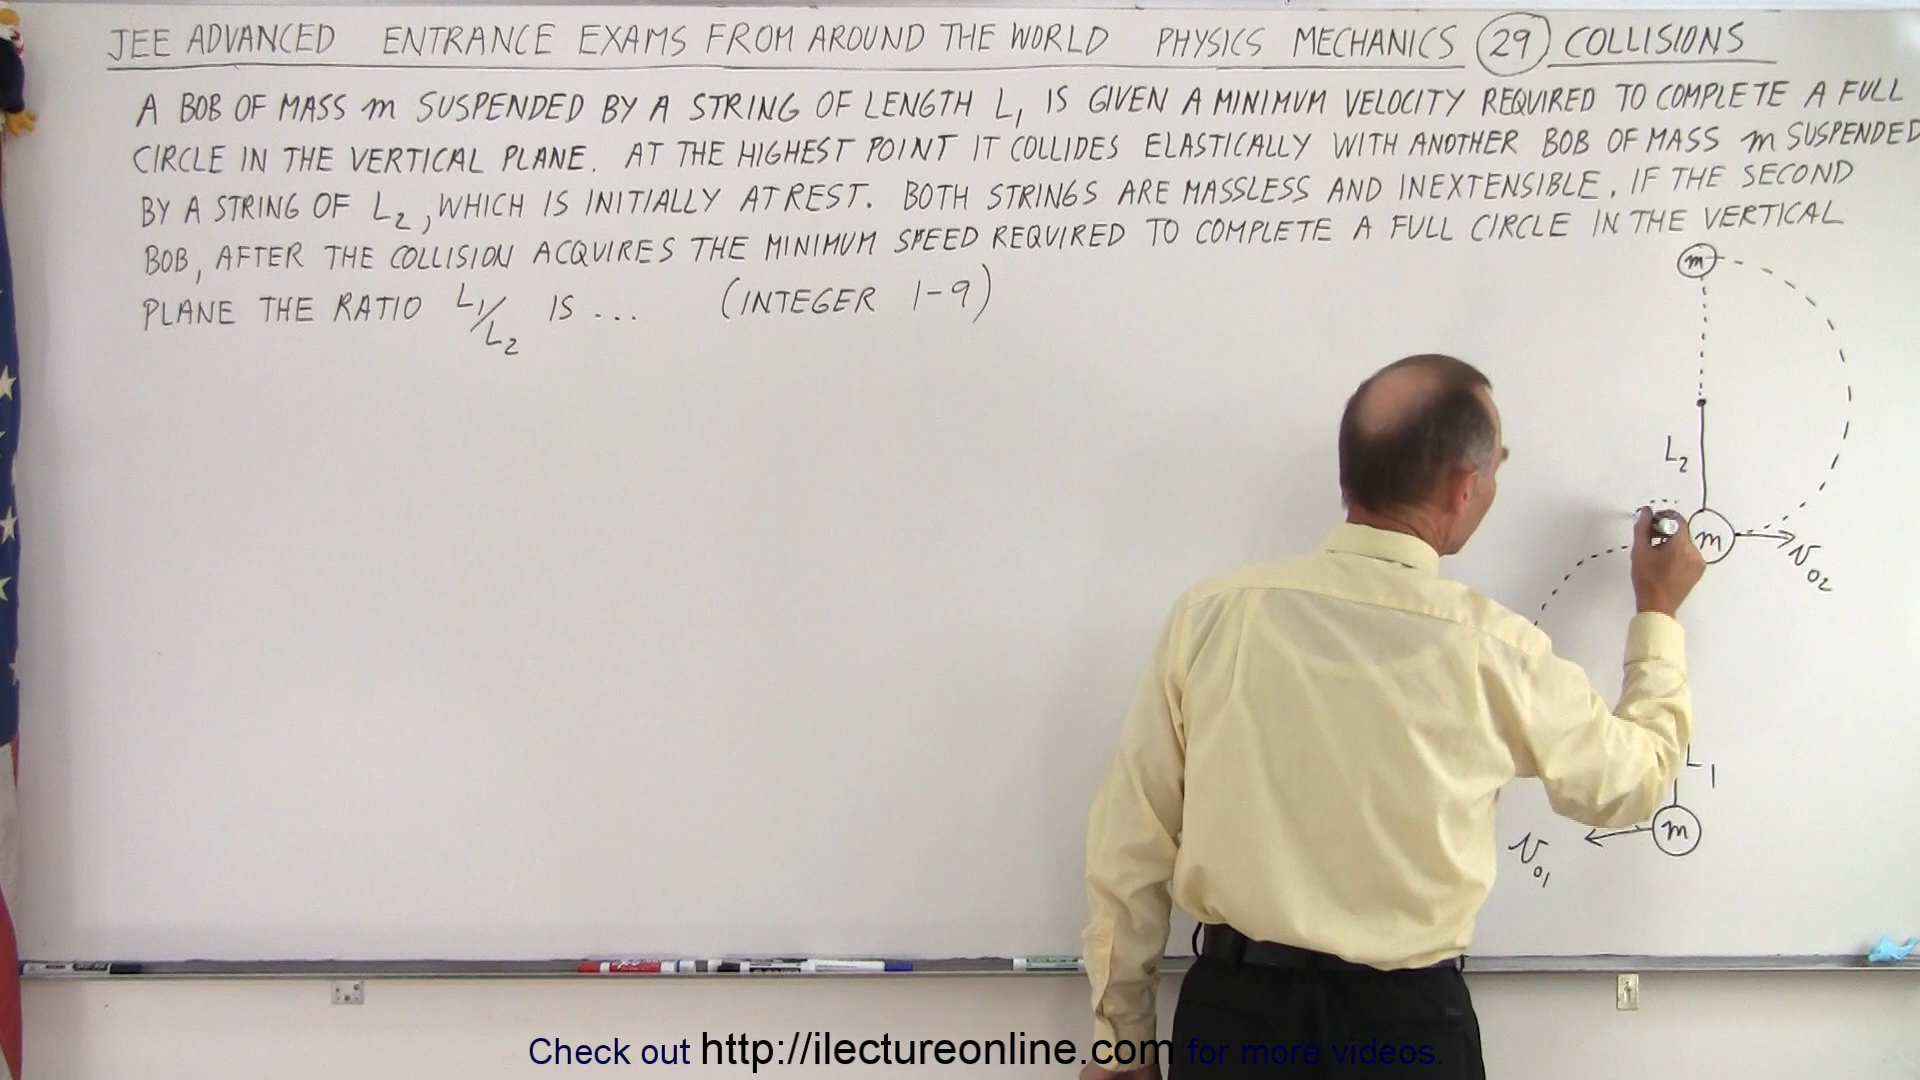 JEE ADVANCED ENTRANCE EXAMS FROM AROUND THE WORLD PHYSICS MECHANICS 29 COLLISIONS
A BOB OF MASS m SUSPENDED BY A STRING OF LENGTH L1 IS GIVEN A MINIMUM VELOCITY REQUIRED TO COMPLETE A FULL
CIRCLE IN THE VERTICAL PLANE. AT THE HIGHEST POINT IT COLLIDES ELASTICALLY WITH ANOTHER BOB OF MASS m SUSPENDED
BY A STRING OF L2, WHICH IS INITIALLY AT REST. BOTH STRINGS ARE MASSLESS AND INEXTENSIBLE. IF THE SECOND
BOB, AFTER THE COLLISION ACQUIRES THE MINIMUM SPEED REQUIRED TO COMPLETE A FULL CIRCLE IN THE VERTICAL
PLANE THE RATIO L1/L2 IS ... (INTEGER 1-9)
m
L2
m
v02
L1
m
v01
Check out http://ilectureonline.com for more videos.